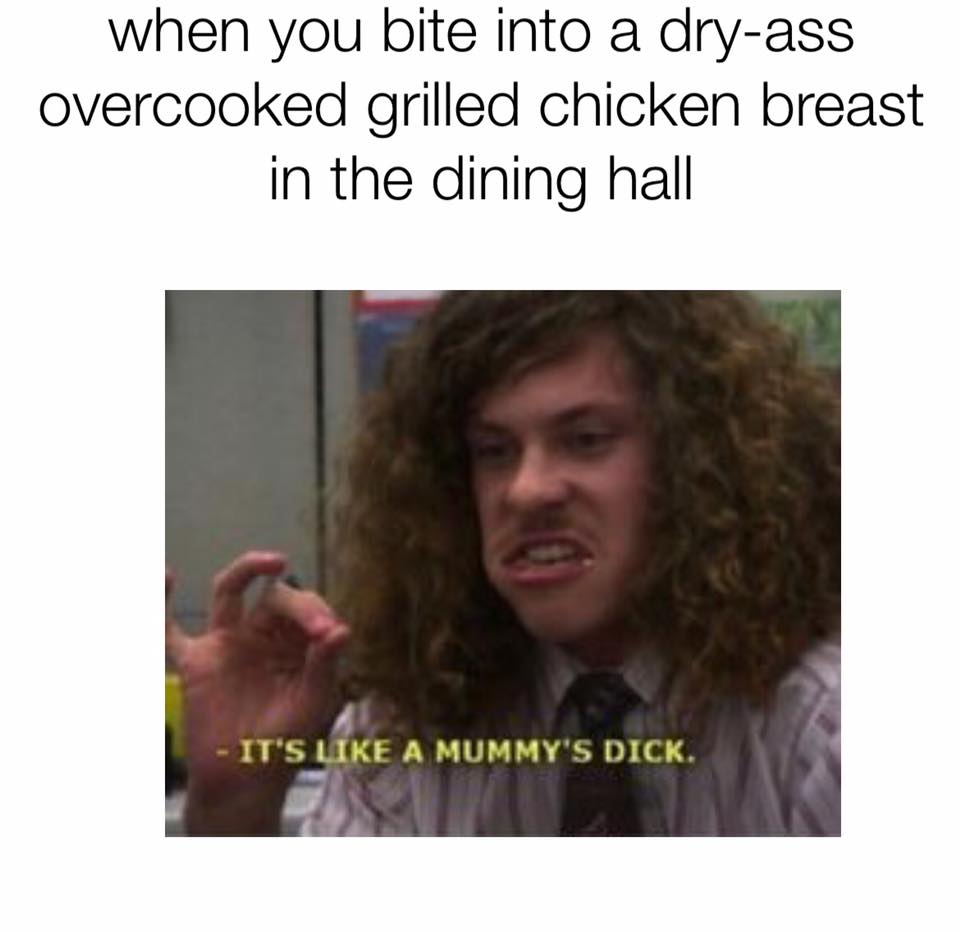 when you bite into a dry-ass
overcooked grilled chicken breast
in the dining hall
- IT'S LIKE A MUMMY'S DICK.